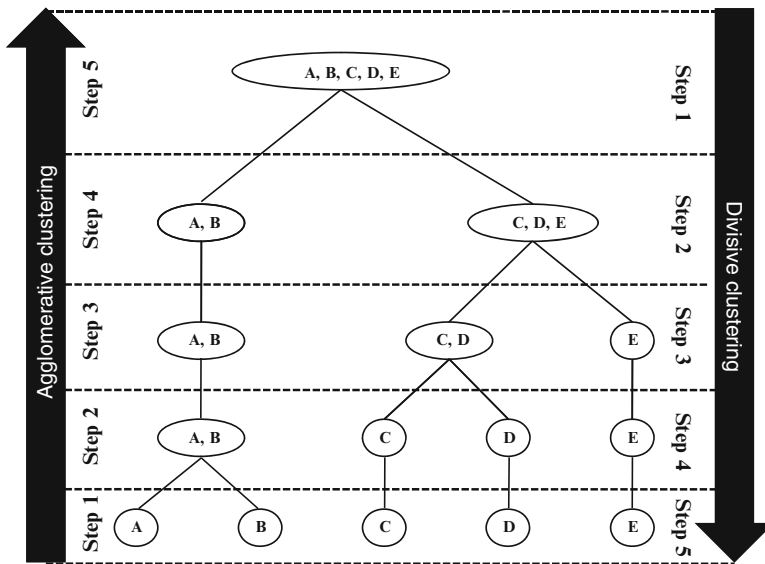 Agglomerative clustering
Divisive clustering
Step 5
A, B, C, D, E
Step 1
Step 4
A, B
C, D, E
Step 2
Step 3
A, B
C, D
E
Step 3
Step 2
A, B
C
D
E
Step 4
Step 1
A
B
C
D
E
Step 5